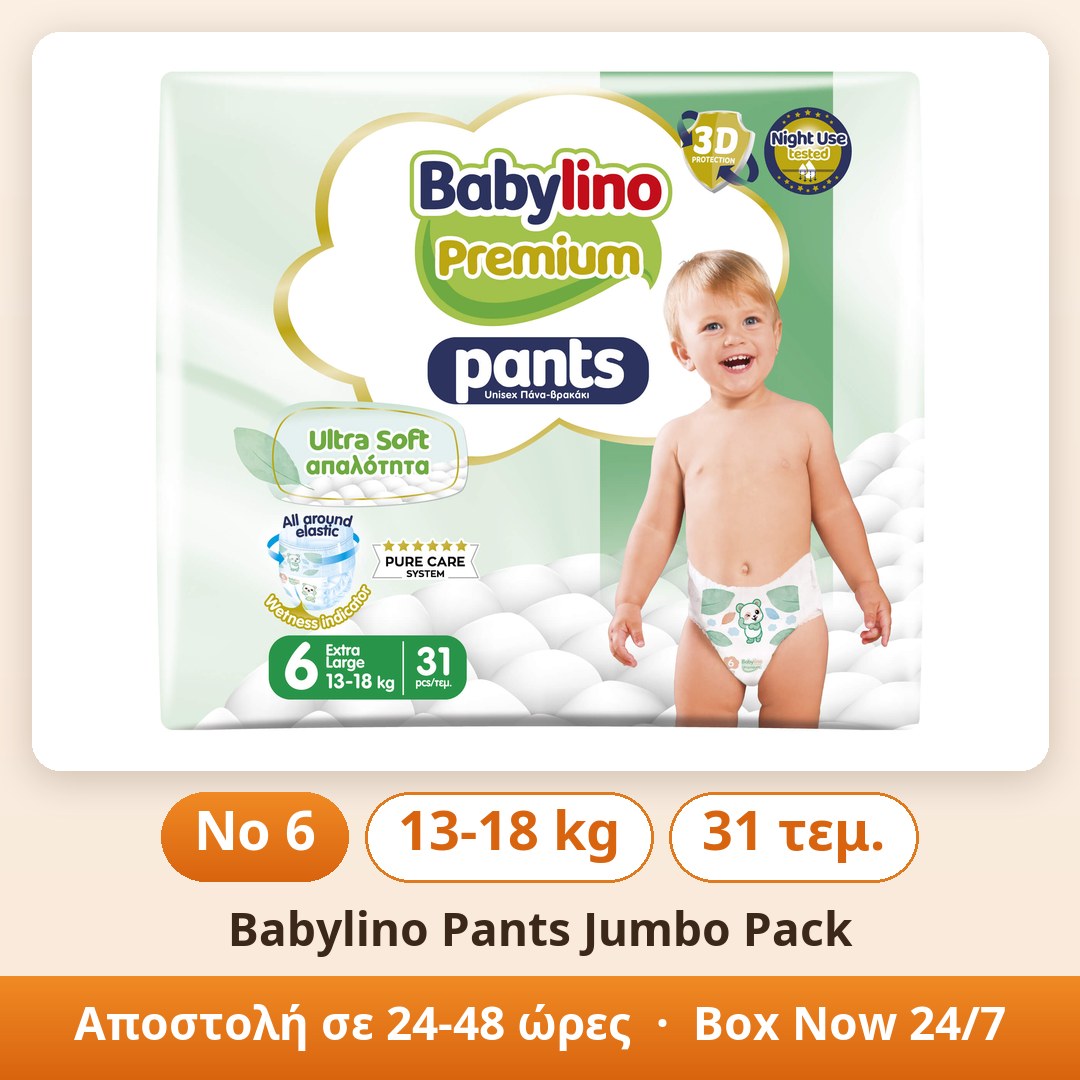 3D
PROTECTION
Night Use
tested
Babylino
Premium
pants
Unisex Πάνα-βρακάκι
Ultra Soft
απαλότητα
All around
elastic
Wetness indicator
PURE CARE
SYSTEM
6 Extra Large 13-18 kg
31 pcs/τεμ.
6 Babylino
No 6
13-18 kg
31 τεμ.
Babylino Pants Jumbo Pack
Αποστολή σε 24-48 ώρες · Box Now 24/7